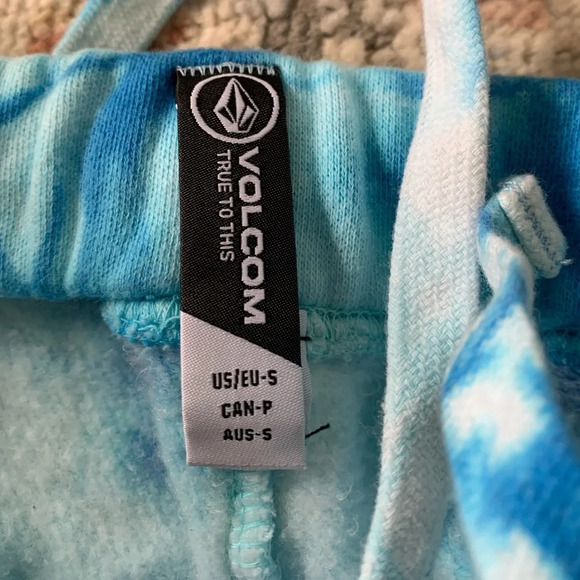 VOLCOM
TRUE TO THIS
US/EU-S
CAN-P
AUS-S